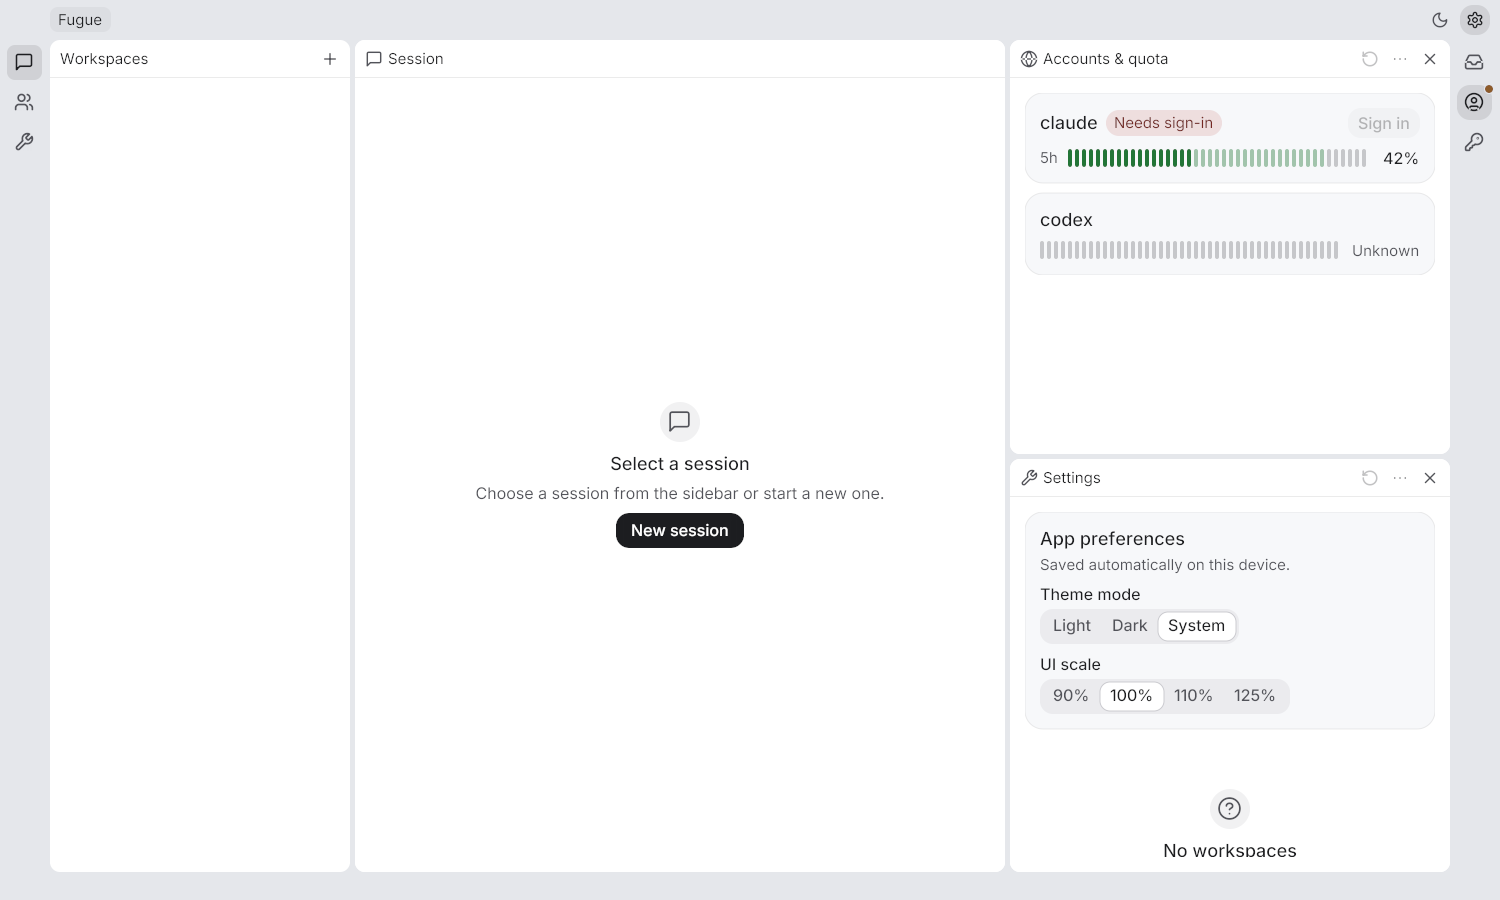 Fugue
Workspaces
Session
Select a session
Choose a session from the sidebar or start a new one.
New session
Accounts & quota
claude
Needs sign-in
Sign in
5h
42%
codex
Unknown
Settings
App preferences
Saved automatically on this device.
Theme mode
Light Dark System
UI scale
90% 100% 110% 125%
No workspaces